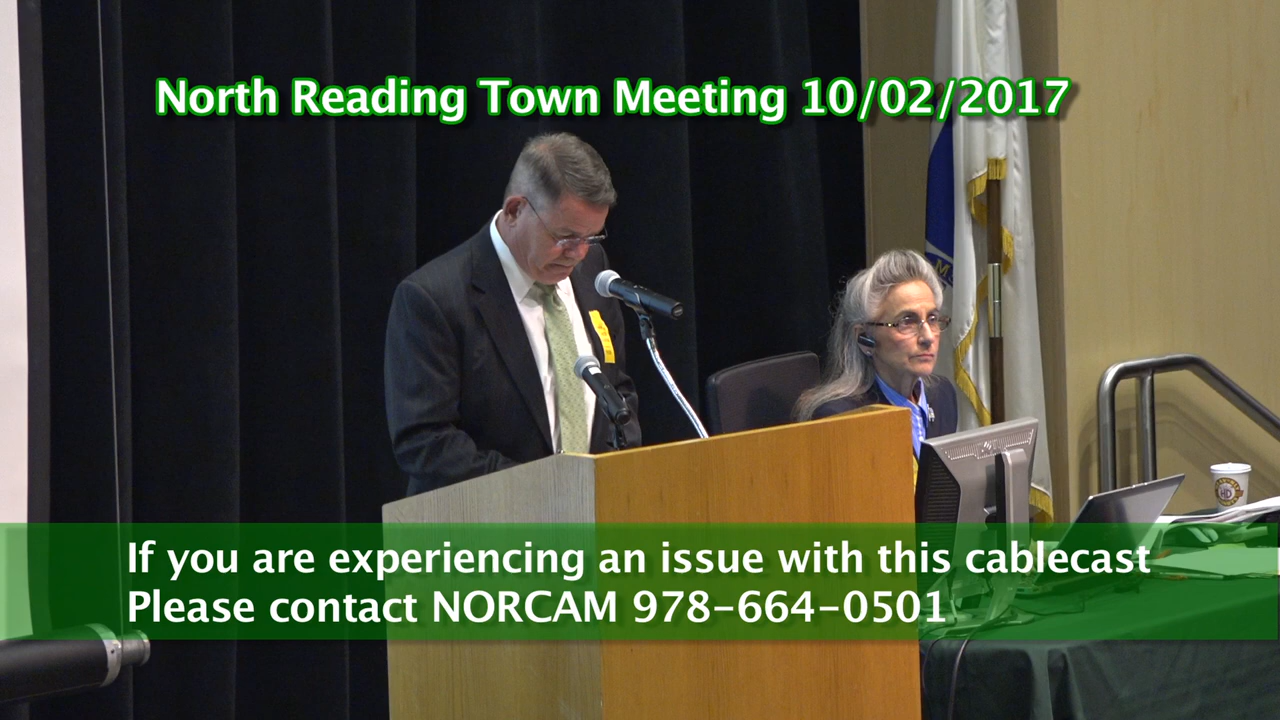 North Reading Town Meeting 10/02/2017
HD
If you are experiencing an issue with this cablecast
Please contact NORCAM 978-664-0501